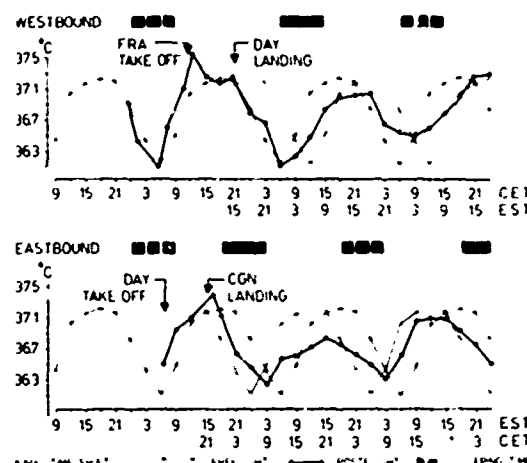 WESTBOUND
°C
FRA TAKE OFF
DAY LANDING
375
371
367
363
9 15 21 3 9 15 21 3 9 15 21 3 9 15 21 CET
15 21 3 9 15 21 3 9 15 EST
EASTBOUND
°C
DAY TAKE OFF
CGN LANDING
375
371
367
363
9 15 21 3 9 15 21 3 9 15 21 3 9 15 21 EST
21 3 9 15 21 3 9 15 3 CET